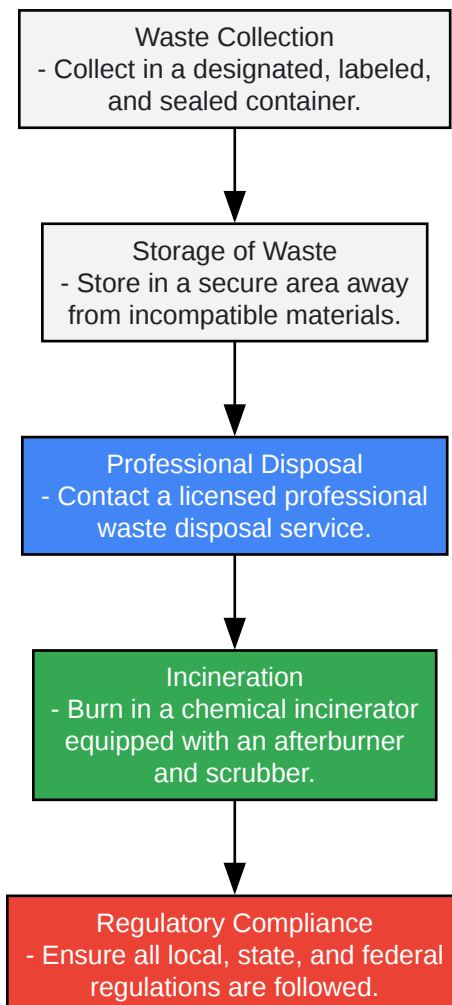 Waste Collection
- Collect in a designated, labeled,
and sealed container.
Storage of Waste
- Store in a secure area away
from incompatible materials.
Professional Disposal
- Contact a licensed professional
waste disposal service.
Incineration
- Burn in a chemical incinerator
equipped with an afterburner
and scrubber.
Regulatory Compliance
- Ensure all local, state, and federal
regulations are followed.